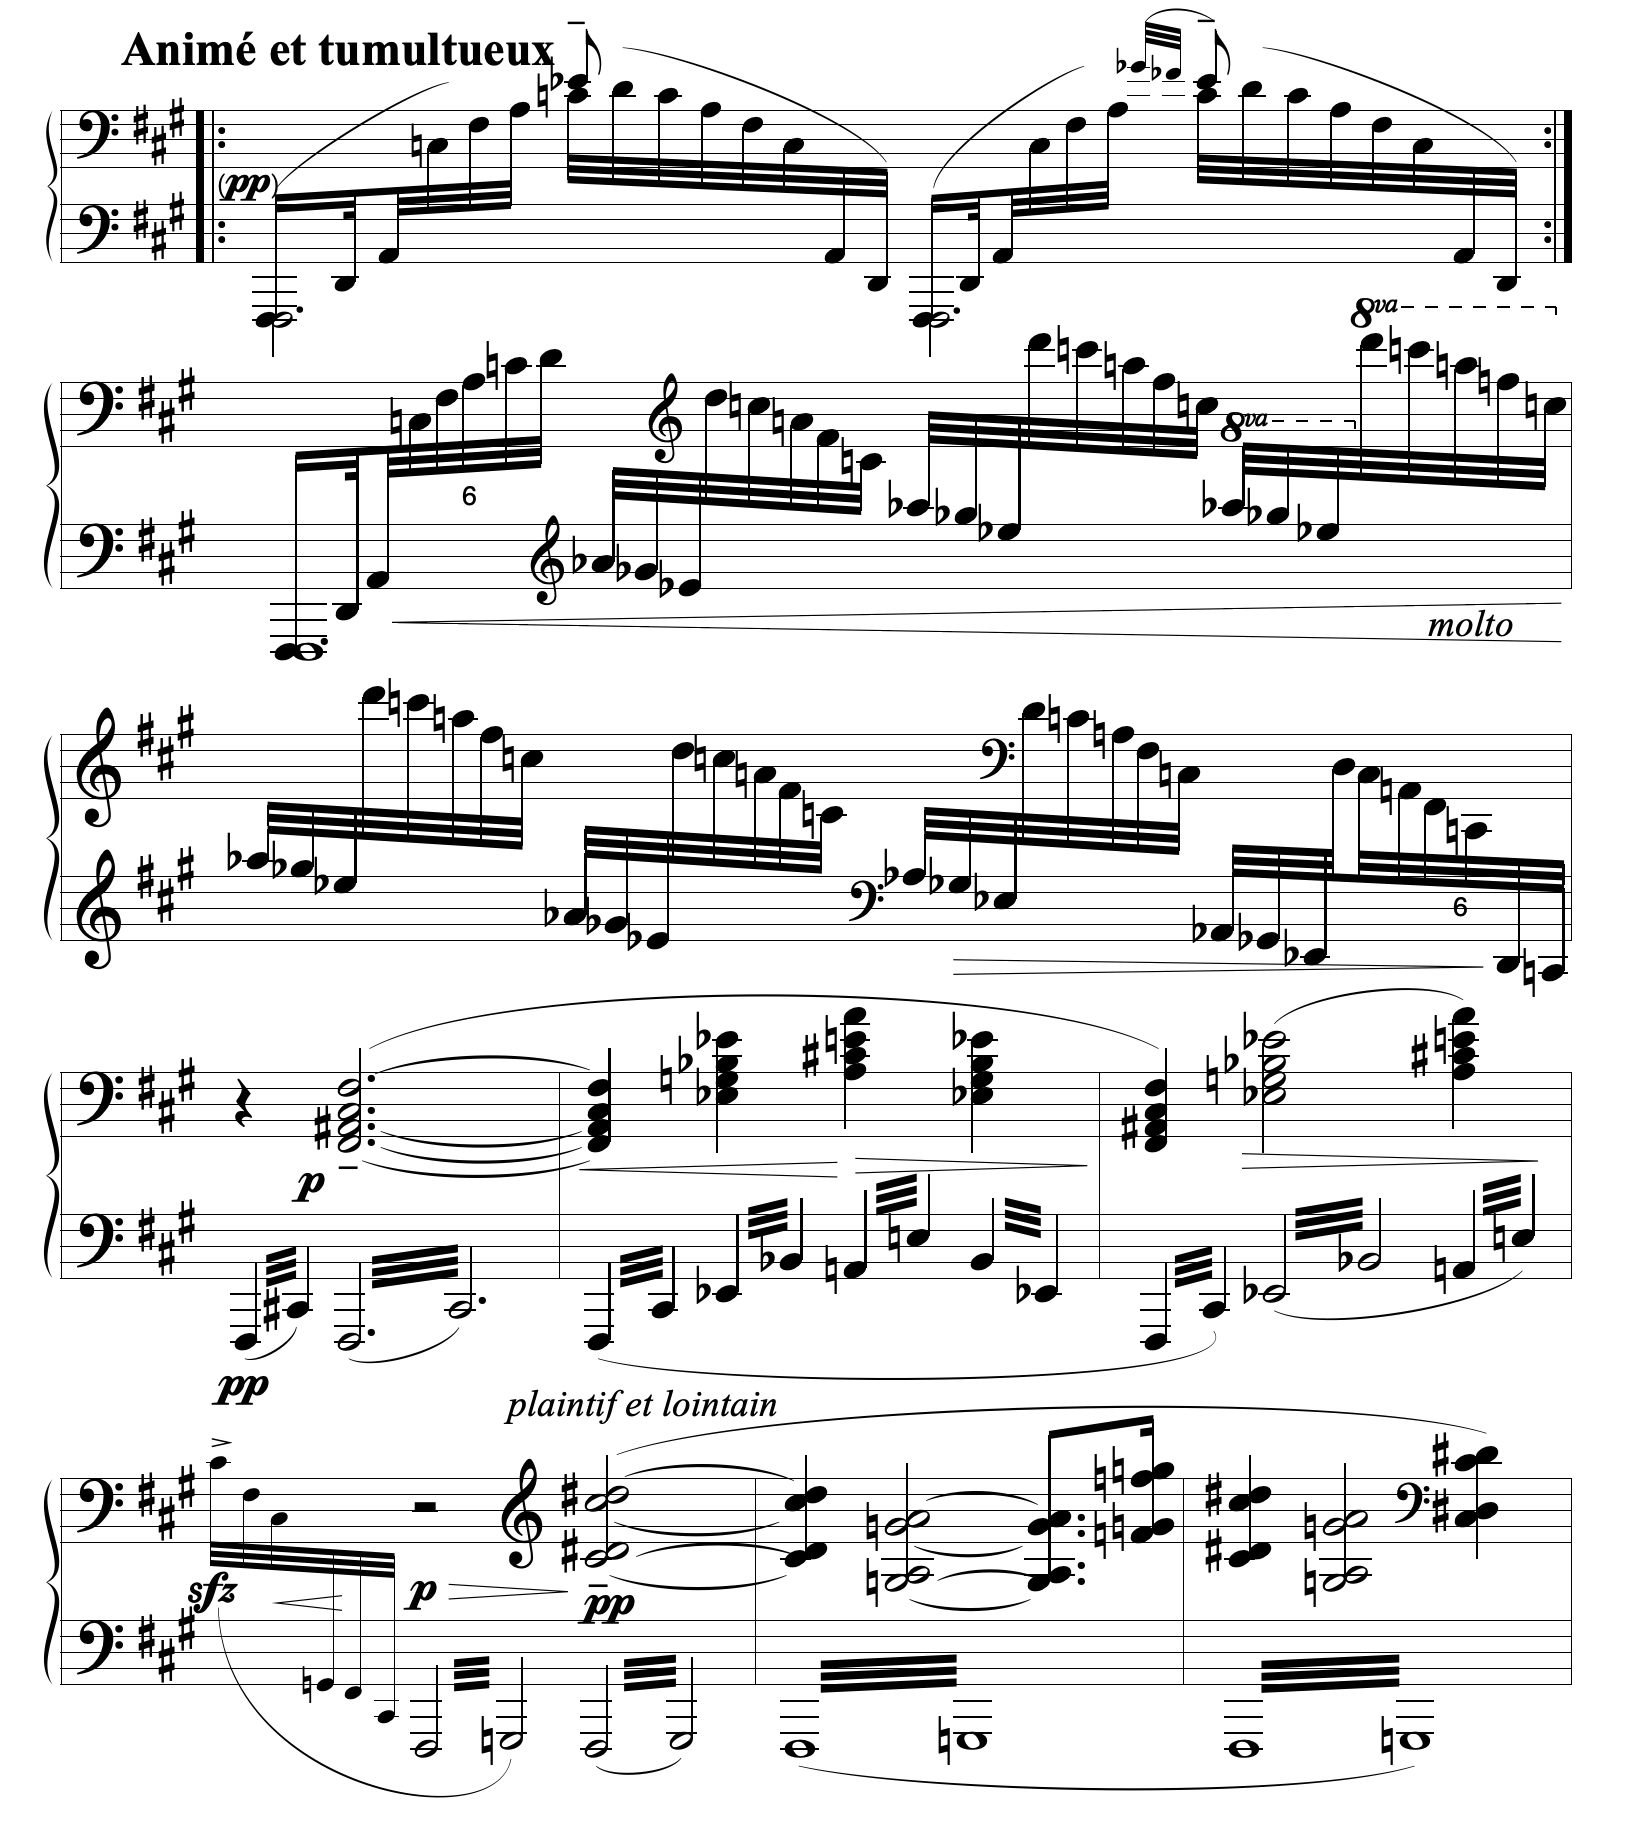 Animé et tumultueux
(pp)
8va
6
8va
molto
6
p
pp
plaintif et lointain
sfz
p
pp